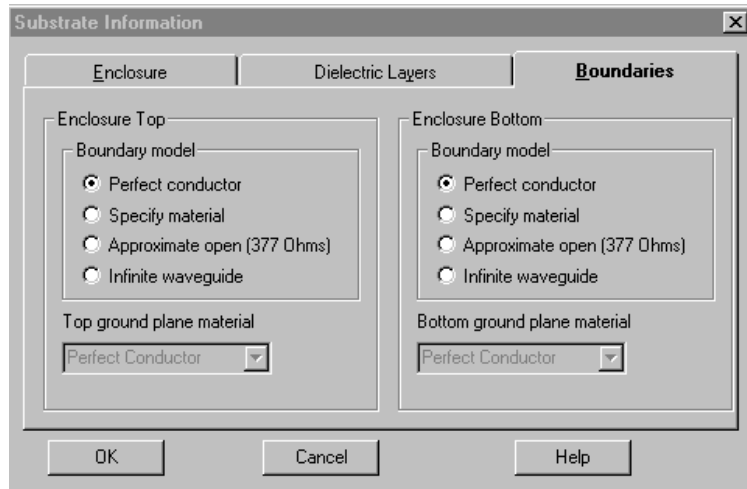 Substrate Information
Enclosure
Dielectric Layers
Boundaries
Enclosure Top
Boundary model
Perfect conductor
Specify material
Approximate open (377 Ohms)
Infinite waveguide
Top ground plane material
Perfect Conductor
Enclosure Bottom
Boundary model
Perfect conductor
Specify material
Approximate open (377 Ohms)
Infinite waveguide
Bottom ground plane material
Perfect Conductor
OK
Cancel
Help